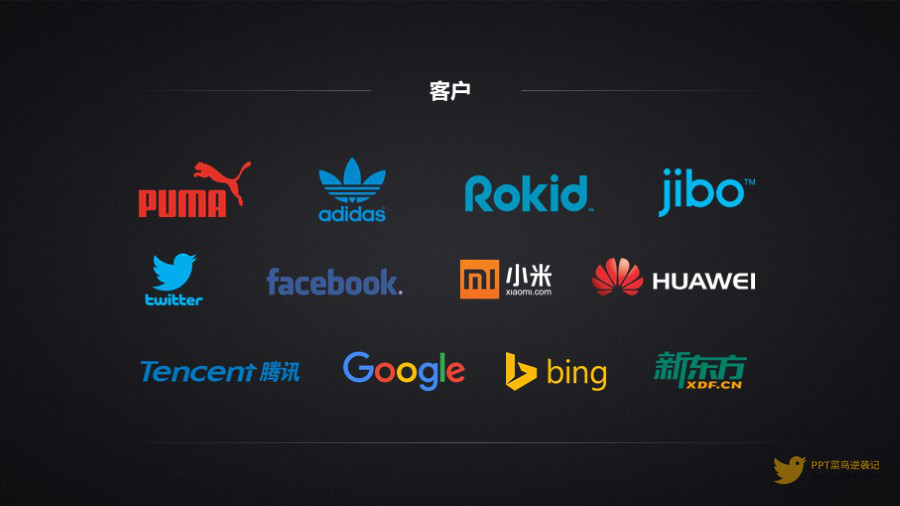 客户
PUMA
adidas
Rokid™
jibo™
twitter
facebook.
mi 小米
xiaomi.com
HUAWEI
Tencent 腾讯
Google
bing
新东方
XDF.CN
PPT菜鸟逆袭记